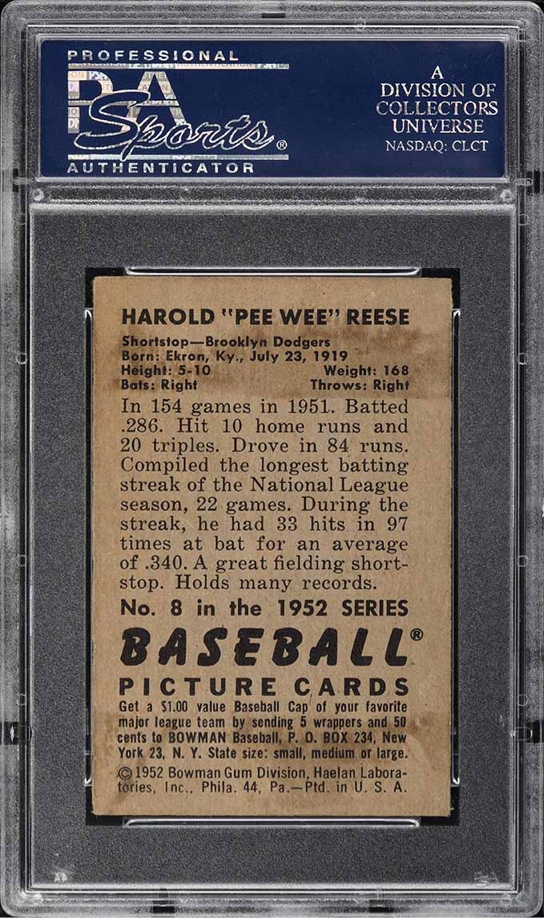 PROFESSIONAL
PSA
Sports®
AUTHENTICATOR
A
DIVISION OF
COLLECTORS
UNIVERSE
NASDAQ: CLCT
HAROLD "PEE WEE" REESE
Shortstop—Brooklyn Dodgers
Born: Ekron, Ky., July 23, 1919
Height: 5-10 Weight: 168
Bats: Right Throws: Right
In 154 games in 1951. Batted
.286. Hit 10 home runs and
20 triples. Drove in 84 runs.
Compiled the longest batting
streak of the National League
season, 22 games. During the
streak, he had 33 hits in 97
times at bat for an average
of .340. A great fielding short-
stop. Holds many records.
No. 8 in the 1952 SERIES
BASEBALL®
PICTURE CARDS
Get a $1.00 value Baseball Cap of your favorite
major league team by sending 5 wrappers and 50
cents to BOWMAN Baseball, P. O. BOX 234, New
York 23, N. Y. State size: small, medium or large.
©1952 Bowman Gum Division, Haelan Labora-
tories, Inc., Phila. 44, Pa.—Ptd. in U. S. A.